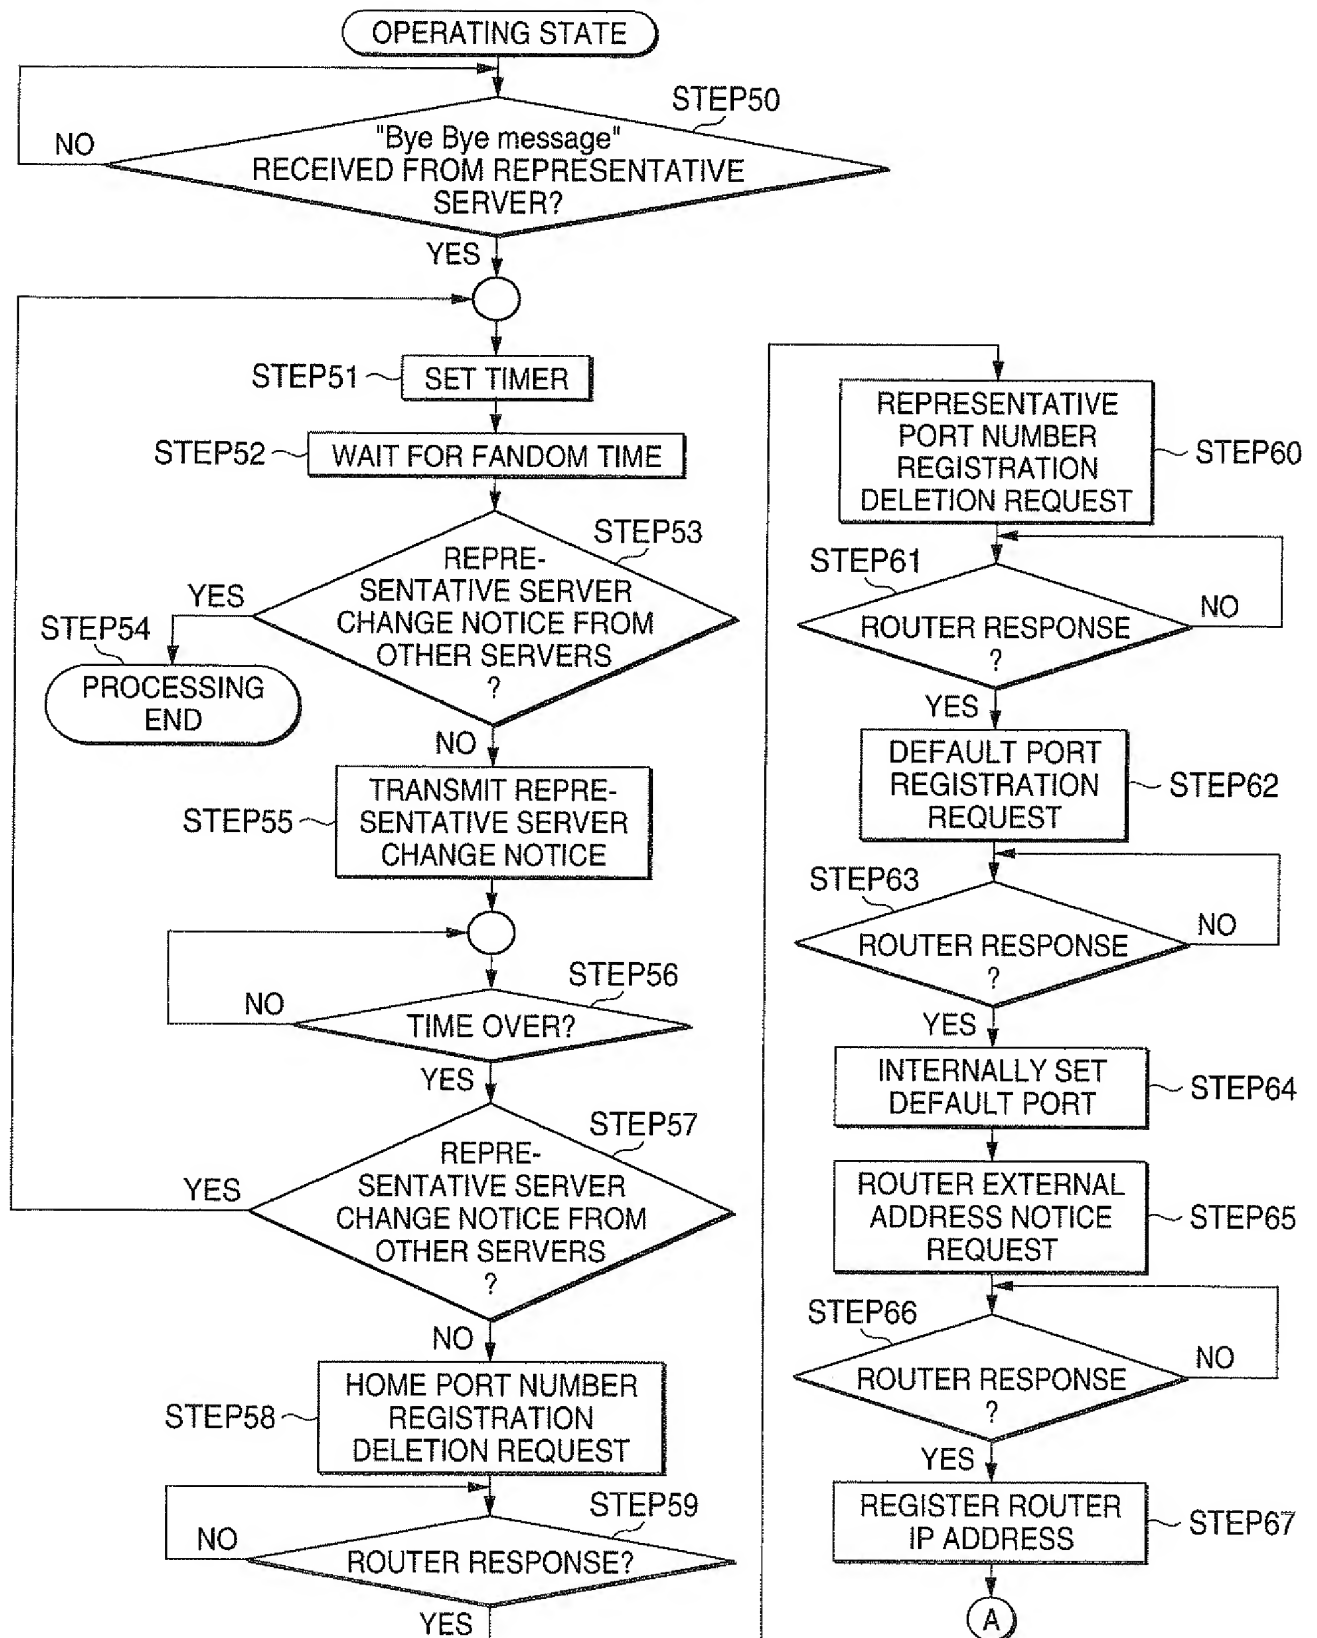 OPERATING STATE
STEP50
NO
"Bye Bye message"
RECEIVED FROM REPRESENTATIVE
SERVER?
YES
STEP51
SET TIMER
STEP52
WAIT FOR FANDOM TIME
STEP53
REPRE-
SENTATIVE SERVER
CHANGE NOTICE FROM
OTHER SERVERS
?
YES
STEP54
PROCESSING
END
NO
STEP55
TRANSMIT REPRE-
SENTATIVE SERVER
CHANGE NOTICE
STEP56
NO
TIME OVER?
YES
STEP57
REPRE-
SENTATIVE SERVER
CHANGE NOTICE FROM
OTHER SERVERS
?
YES
NO
STEP58
HOME PORT NUMBER
REGISTRATION
DELETION REQUEST
STEP59
NO
ROUTER RESPONSE?
YES
REPRESENTATIVE
PORT NUMBER
REGISTRATION
DELETION REQUEST
STEP60
STEP61
NO
ROUTER RESPONSE
?
YES
DEFAULT PORT
REGISTRATION
REQUEST
STEP62
STEP63
NO
ROUTER RESPONSE
?
YES
INTERNALLY SET
DEFAULT PORT
STEP64
ROUTER EXTERNAL
ADDRESS NOTICE
REQUEST
STEP65
STEP66
NO
ROUTER RESPONSE
?
YES
REGISTER ROUTER
IP ADDRESS
STEP67
A